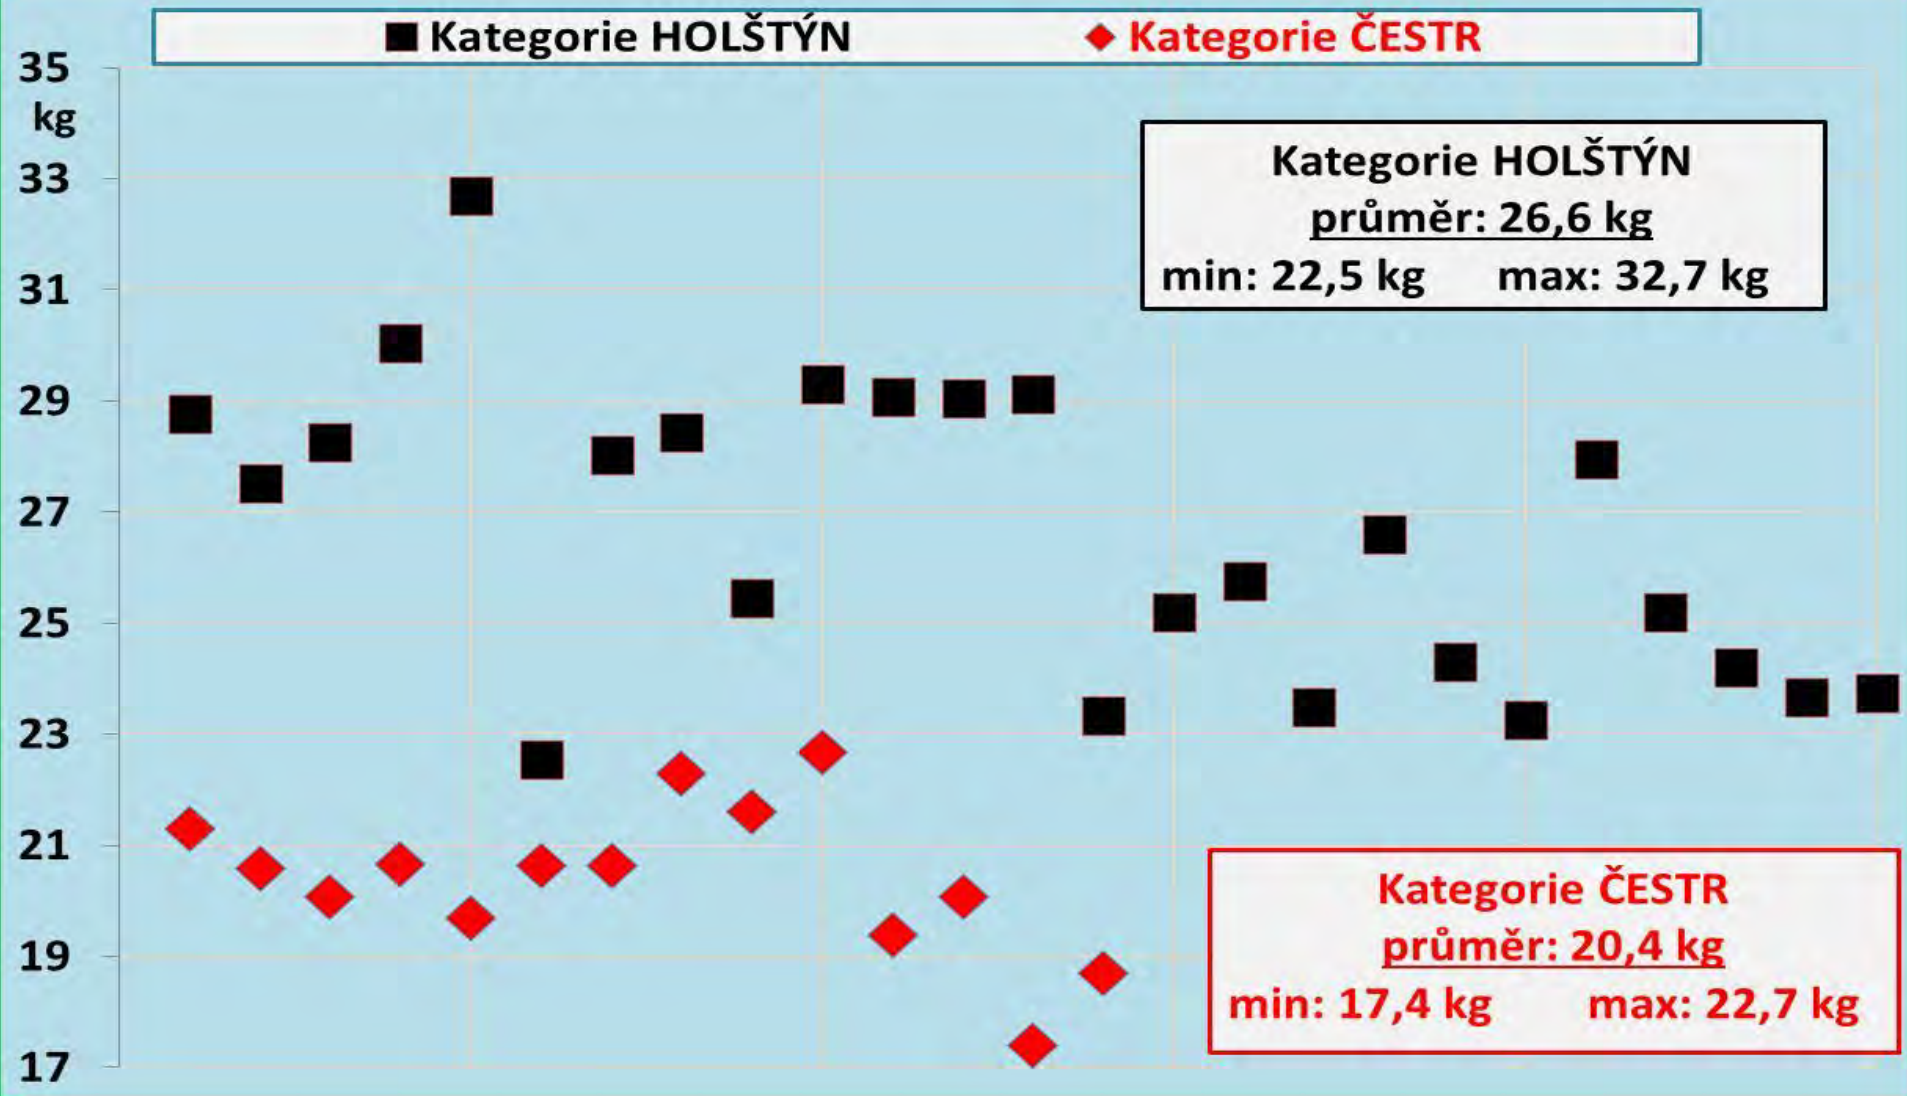 Kategorie HOLŠTÝN
Kategorie ČESTR
35
kg
33
31
29
27
25
23
21
19
17
Kategorie HOLŠTÝN
průměr: 26,6 kg
min: 22,5 kg max: 32,7 kg
Kategorie ČESTR
průměr: 20,4 kg
min: 17,4 kg max: 22,7 kg